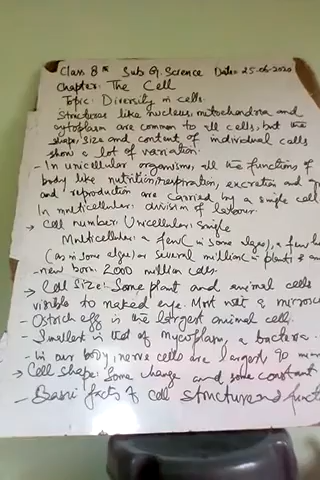 Class 8th Sub G. Science Date: 25-06-2020
Chapter: The Cell
Topic: Diversity in cells.
Structures like nucleus, mitochondria and
cytoplasm are common to all cells, but the
shape, size and content of individual cells
show a lot of variation.
- In unicellular organisms, all the functions of
body like nutrition, respiration, excretion and
and reproduction are carried by a single cell
In multicellular: division of labour.
→ Cell number: Unicellular: single
Multicellular: a few (in some algae), a few
(as in some algae) or several million in plants &
- new born: 2000 million cells.
→ Cell Size: Some plant and animal cells
visible to naked eye. Most
- Ostrich egg is the largest animal cell.
- Smallest is that of mycoplasm, a bacteria.
- In our body, nerve cells are largest 90
→ Cell shape: Some change and some constant
- Basic facts of cell structure and